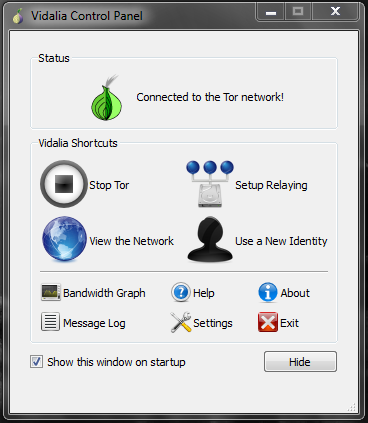 Vidalia Control Panel
Status
Connected to the Tor network!
Vidalia Shortcuts
Stop Tor
Setup Relaying
View the Network
Use a New Identity
Bandwidth Graph
Help
About
Message Log
Settings
Exit
Show this window on startup
Hide